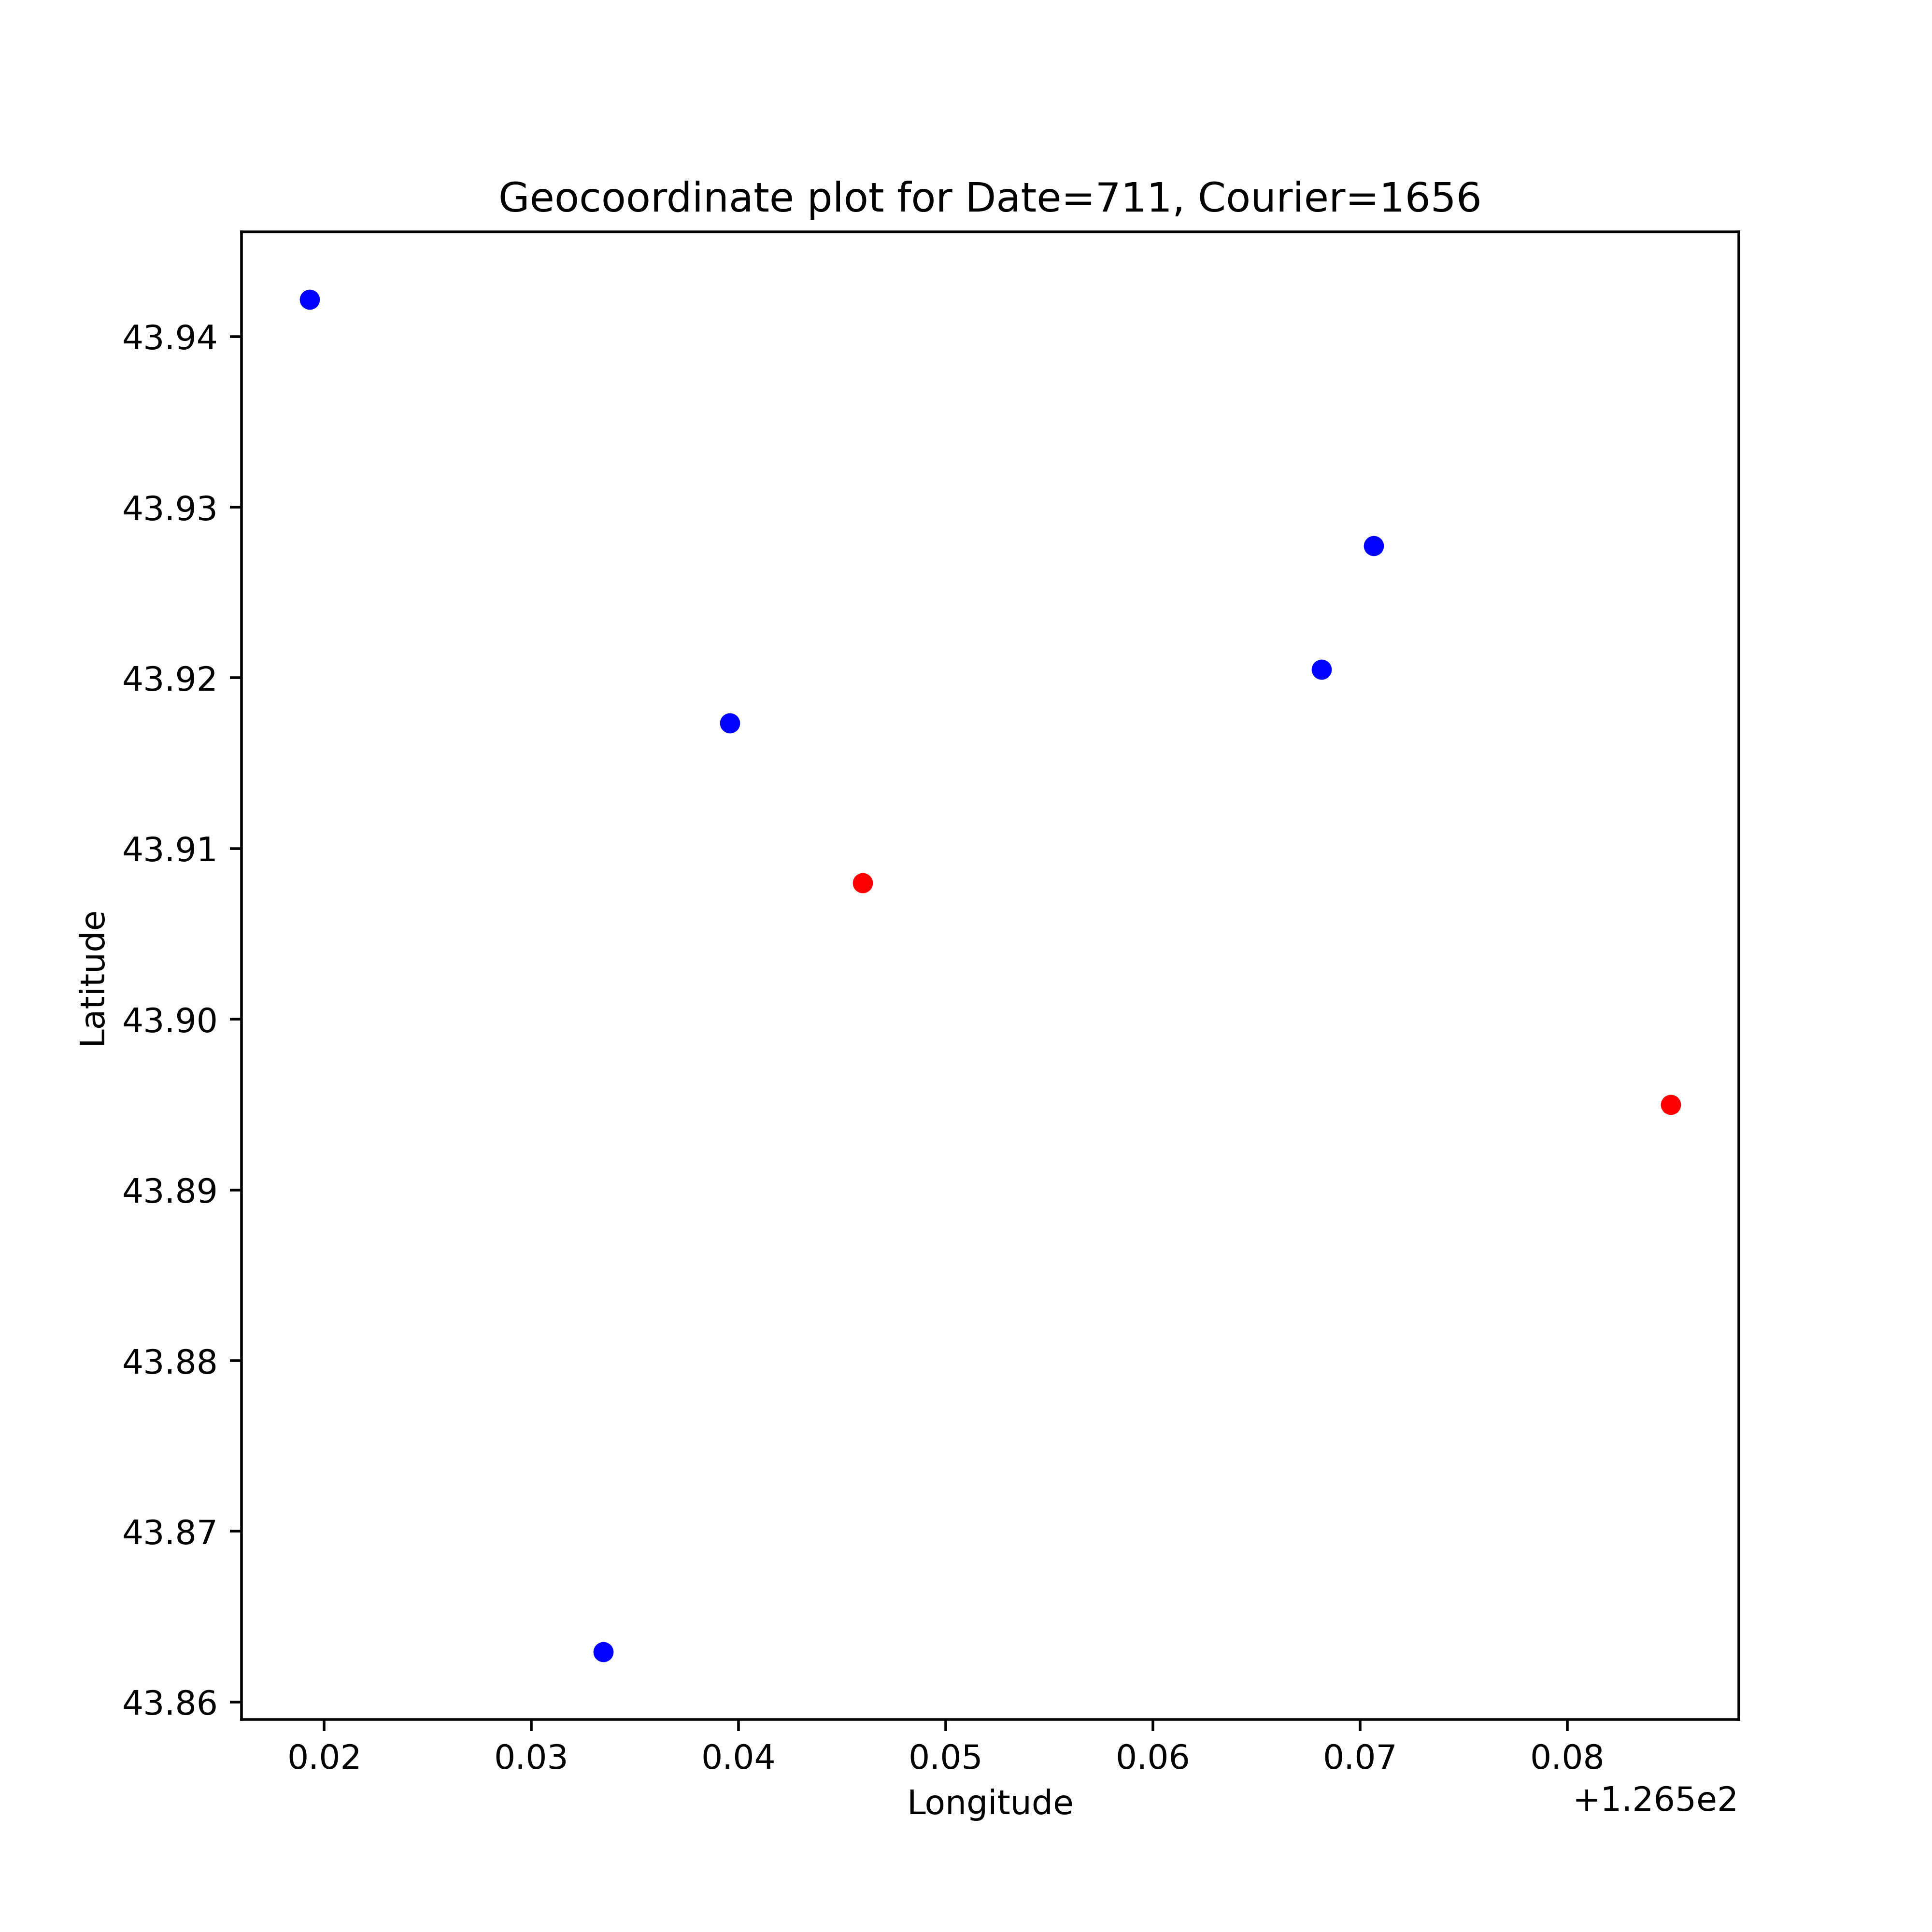 Geocoordinate plot for Date=711, Courier=1656
43.94
43.93
43.92
43.91
43.90
43.89
43.88
43.87
43.86
Latitude
0.02 0.03 0.04 0.05 0.06 0.07 0.08
+1.265e2
Longitude